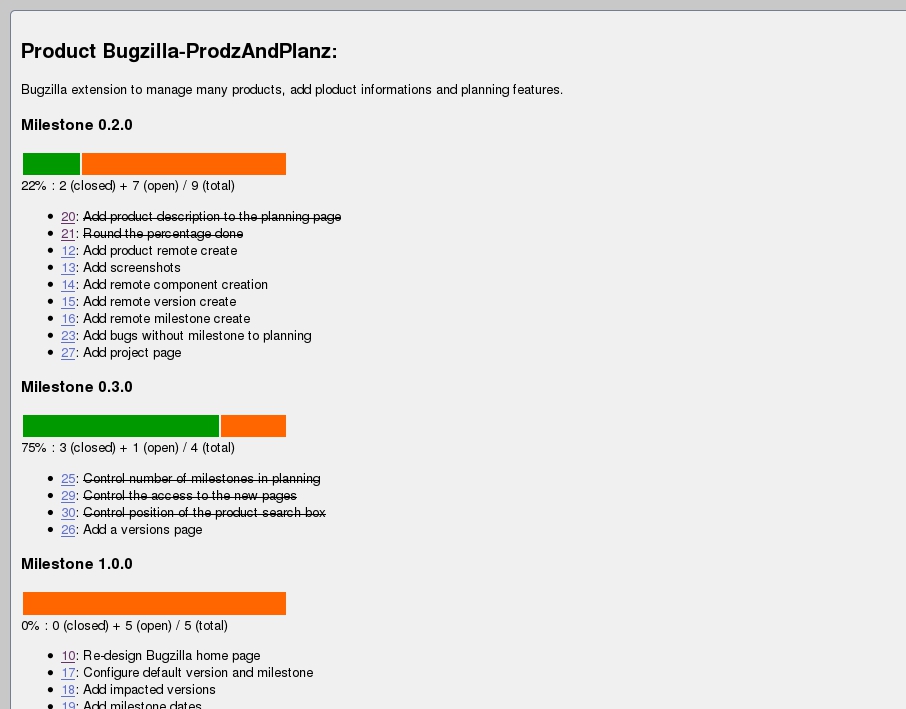 Product Bugzilla-ProdzAndPlanz:
Bugzilla extension to manage many products, add ploduct informations and planning features.
Milestone 0.2.0
22% : 2 (closed) + 7 (open) / 9 (total)
20: Add product description to the planning page
21: Round the percentage done
12: Add product remote create
13: Add screenshots
14: Add remote component creation
15: Add remote version create
16: Add remote milestone create
23: Add bugs without milestone to planning
27: Add project page
Milestone 0.3.0
75% : 3 (closed) + 1 (open) / 4 (total)
25: Control number of milestones in planning
29: Control the access to the new pages
30: Control position of the product search box
26: Add a versions page
Milestone 1.0.0
0% : 0 (closed) + 5 (open) / 5 (total)
10: Re-design Bugzilla home page
17: Configure default version and milestone
18: Add impacted versions
19: Add milestone dates